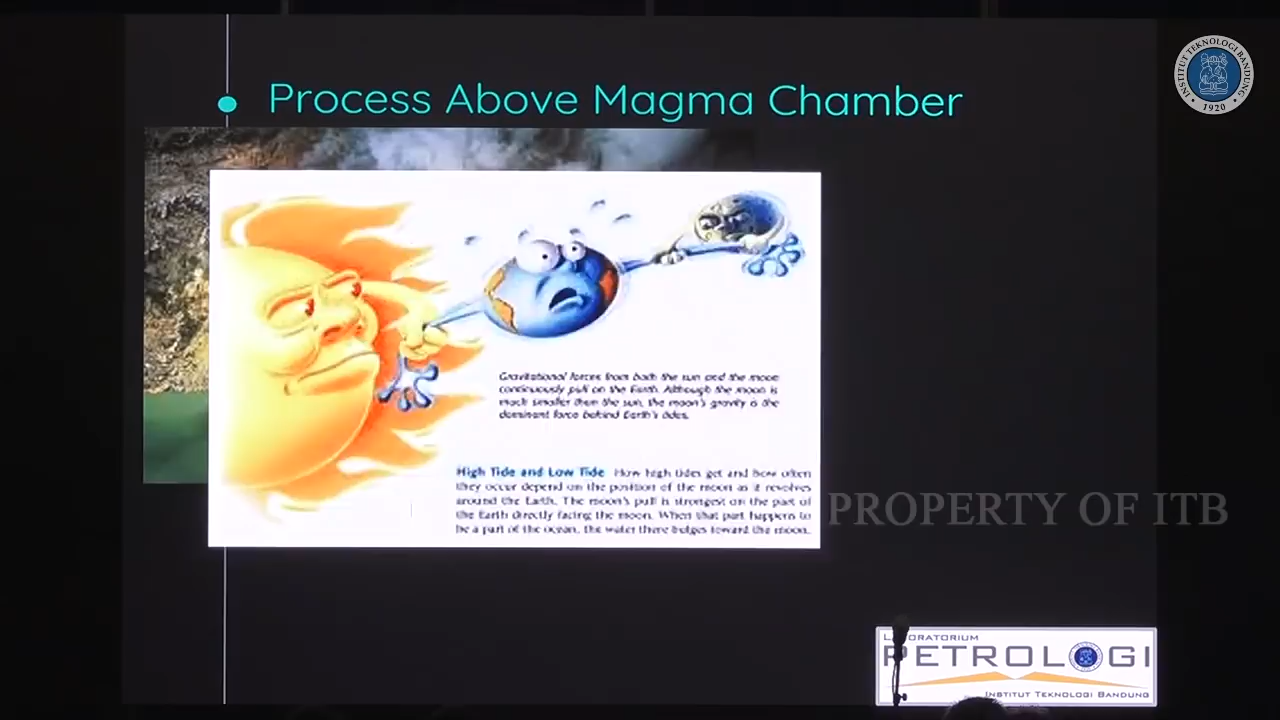 INSTITUT TEKNOLOGI BANDUNG
1920
Process Above Magma Chamber
Gravitational forces from both the sun and the moon
continuously pull on the Earth. Although the moon is
much smaller than the sun, the moon's gravity is the
dominant force behind Earth's tides.
High Tide and Low Tide How high tides get and how often
they occur depend on the position of the moon as it revolves
around the Earth. The moon's pull is strongest on the part of
the Earth directly facing the moon. When that part happens to
be a part of the ocean, the water there bulges toward the moon.
PROPERTY OF ITB
LABORATORIUM
PETROLOGI
INSTITUT TEKNOLOGI BANDUNG